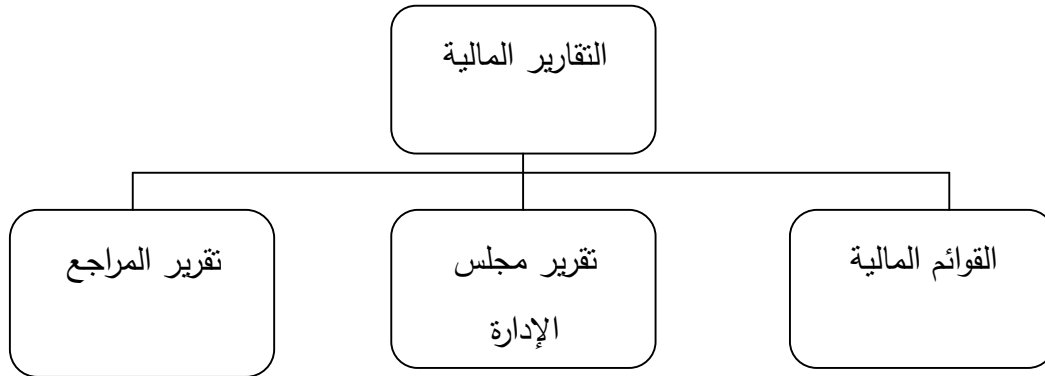 التقارير المالية
القوائم المالية
تقرير مجلس
الإدارة
تقرير المراجع